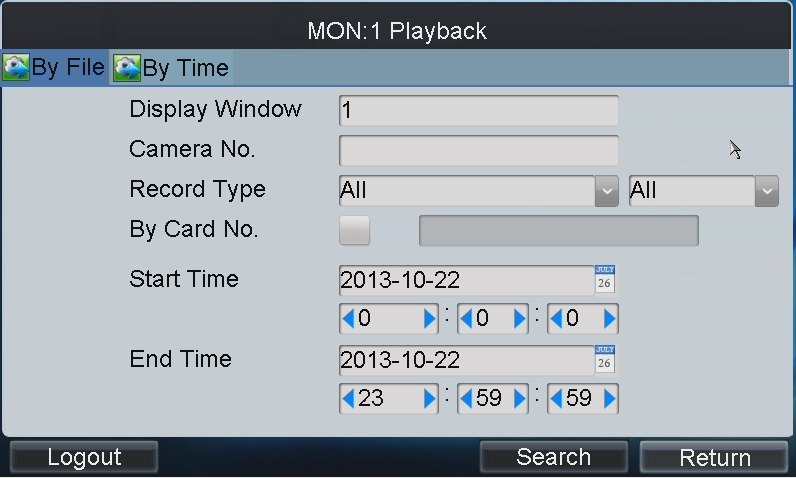 MON:1 Playback
By File By Time
Display Window 1
Camera No.
Record Type All All
By Card No.
Start Time 2013-10-22 JULY 26
0 : 0 : 0
End Time 2013-10-22 JULY 26
23 : 59 : 59
Logout Search Return